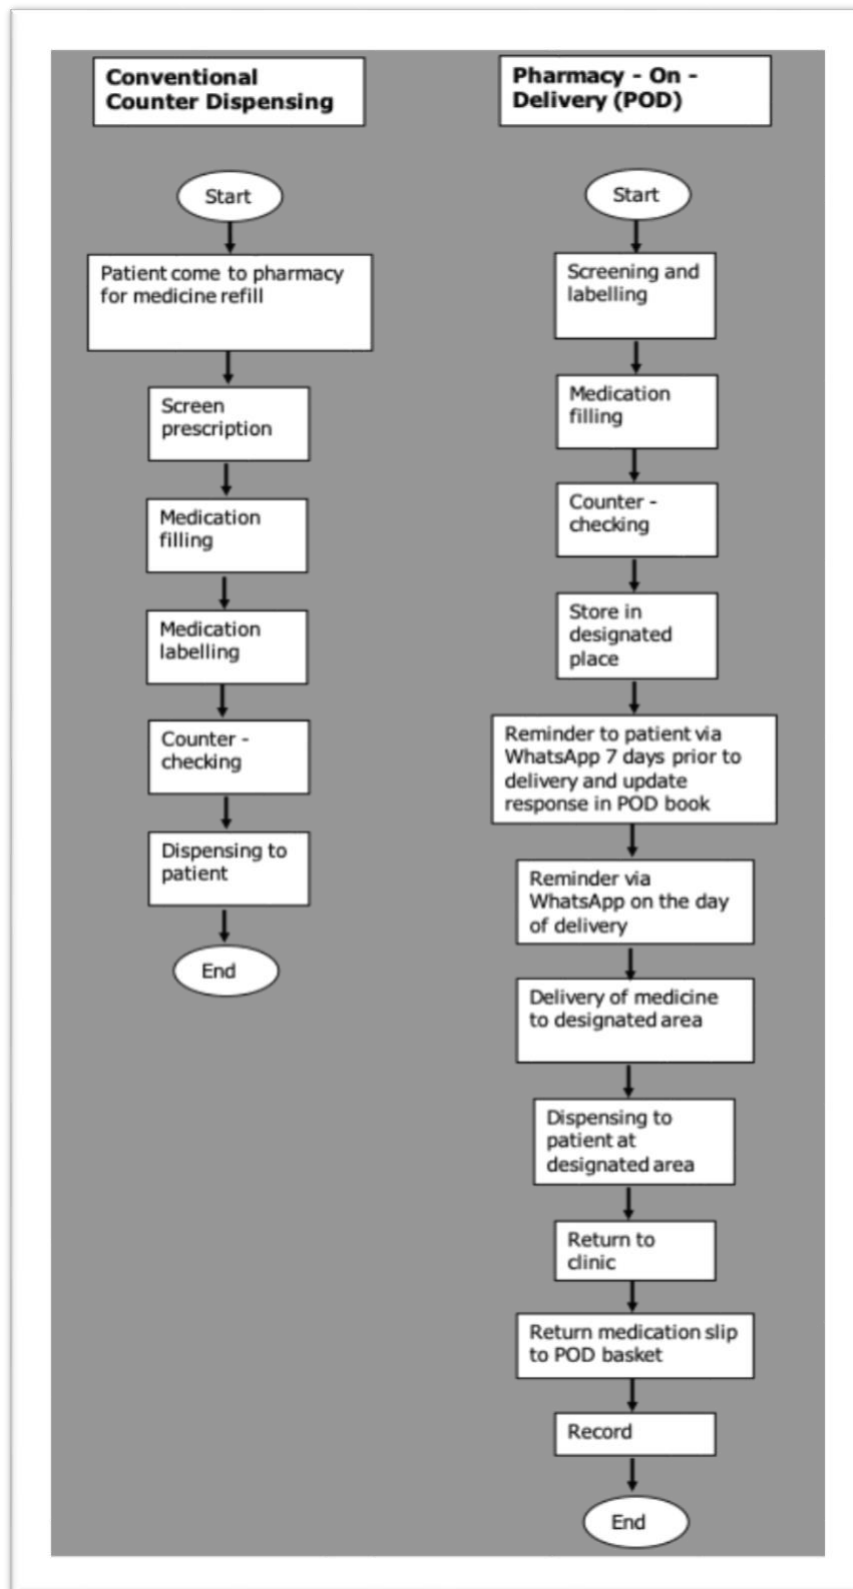 Conventional
Counter Dispensing
Start
Patient come to pharmacy
for medicine refill
Screen
prescription
Medication
filling
Medication
labelling
Counter -
checking
Dispensing to
patient
End
Pharmacy - On -
Delivery (POD)
Start
Screening and
labelling
Medication
filling
Counter -
checking
Store in
designated
place
Reminder to patient via
WhatsApp 7 days prior to
delivery and update
response in POD book
Reminder via
WhatsApp on the day
of delivery
Delivery of medicine
to designated area
Dispensing to
patient at
designated area
Return to
clinic
Return medication slip
to POD basket
Record
End